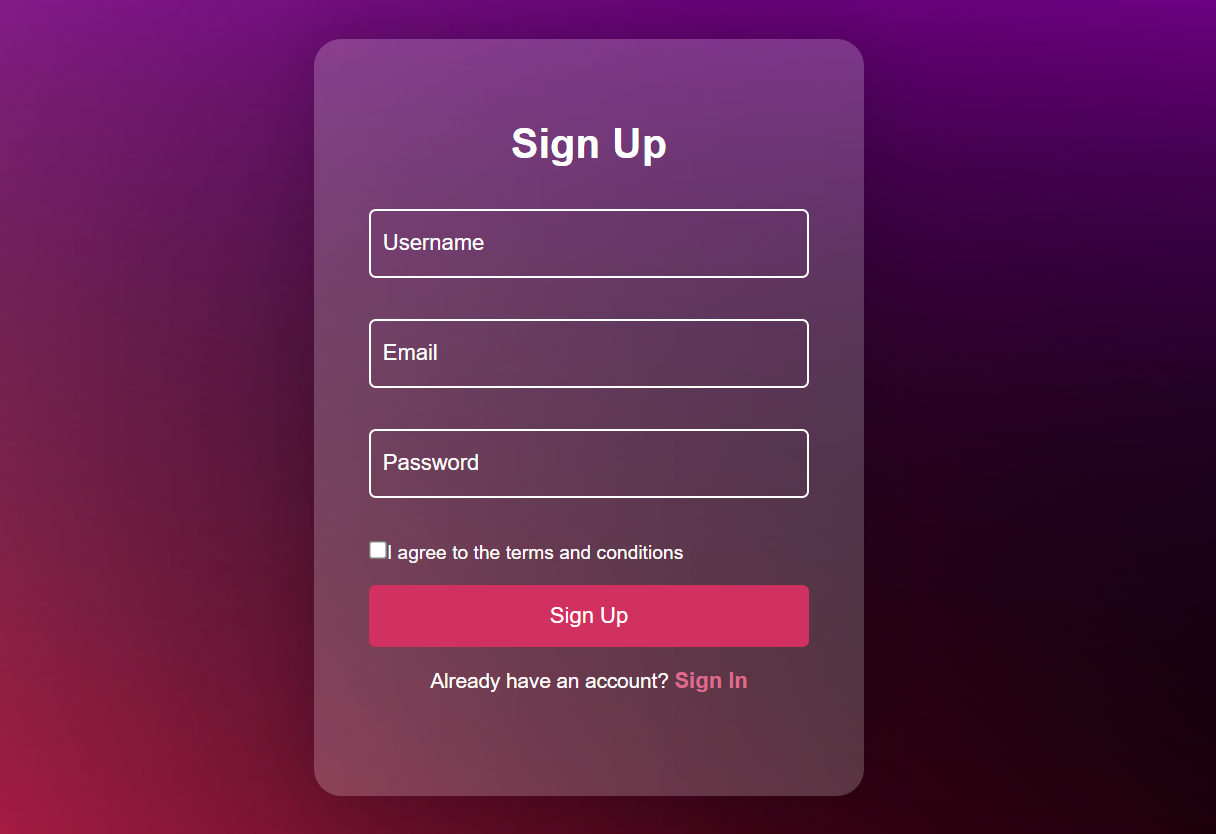 Sign Up
Username
Email
Password
I agree to the terms and conditions
Sign Up
Already have an account? Sign In